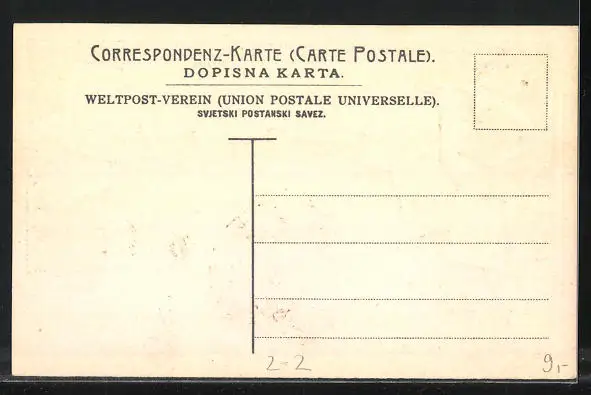 CORRESPONDENZ-KARTE (CARTE POSTALE).
DOPISNA KARTA.
WELTPOST-VEREIN (UNION POSTALE UNIVERSELLE).
SVJETSKI POSTANSKI SAVEZ.
2-2
9,-